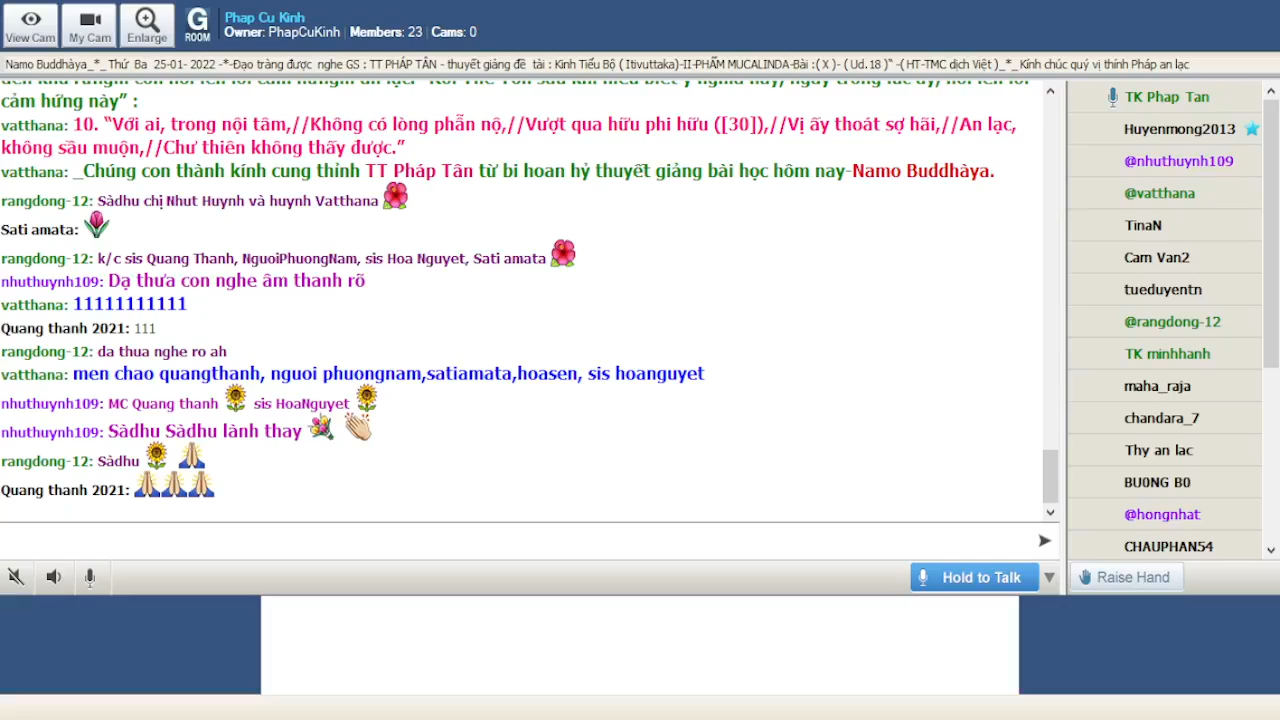 View Cam
My Cam
Enlarge
G
ROOM
Phap Cu Kinh
Owner: PhapCuKinh | Members: 23 | Cams: 0
Namo Buddhàya_*_ Thứ Ba 25-01- 2022 -*-Đạo tràng được nghe GS : TT PHÁP TÂN - thuyết giảng đề tài : Kinh Tiểu Bộ ( Itivuttaka)-II-PHẨM MUCALINDA-Bài :( X )- ( Ud.18 )" -( HT-TMC dịch Việt )_*_ Kính chúc quý vị thính Pháp an lạc
cảm hứng này” :
vatthana: 10. “Với ai, trong nội tâm,//Không có lòng phẫn nộ,//Vượt qua hữu phi hữu ([30]),//Vị ấy thoát sợ hãi,//An lạc,
không sầu muộn,//Chư thiên không thấy được.”
vatthana: _Chúng con thành kính cung thỉnh TT Pháp Tân từ bi hoan hỷ thuyết giảng bài học hôm nay-Namo Buddhàya.
rangdong-12: Sàdhu chị Nhut Huynh và huynh Vatthana
Sati amata:
rangdong-12: k/c sis Quang Thanh, NguoiPhuongNam, sis Hoa Nguyet, Sati amata
nhuthuynh109: Dạ thưa con nghe âm thanh rõ
vatthana: 11111111111
Quang thanh 2021: 111
rangdong-12: da thua nghe ro ah
vatthana: men chao quangthanh, nguoi phuongnam,satiamata,hoasen, sis hoanguyet
nhuthuynh109: MC Quang thanh sis HoaNguyet
nhuthuynh109: Sàdhu Sàdhu lành thay
rangdong-12: Sàdhu
Quang thanh 2021:
Hold to Talk
TK Phap Tan
Huyenmong2013
@nhuthuynh109
@vatthana
TinaN
Cam Van2
tueduyentn
@rangdong-12
TK minhhanh
maha_raja
chandara_7
Thy an lac
BU0NG B0
@hongnhat
CHAUPHAN54
Raise Hand